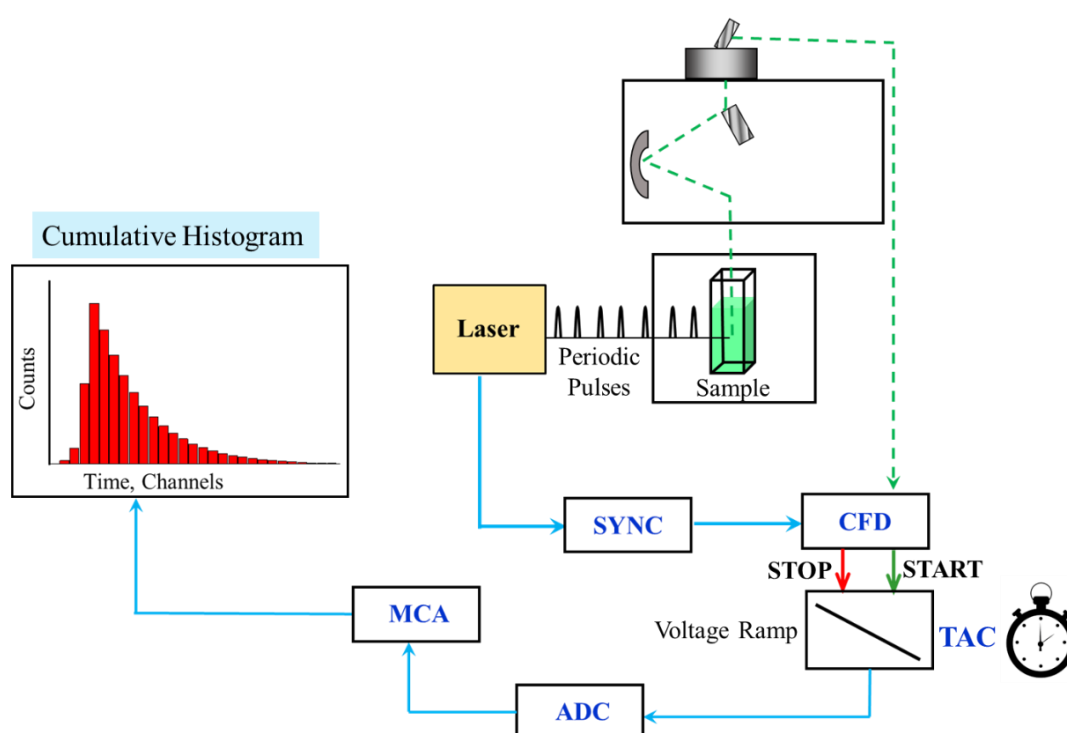 Cumulative Histogram
Counts
Time, Channels
Laser
Periodic
Pulses
Sample
SYNC
CFD
STOP
START
Voltage Ramp
TAC
MCA
ADC